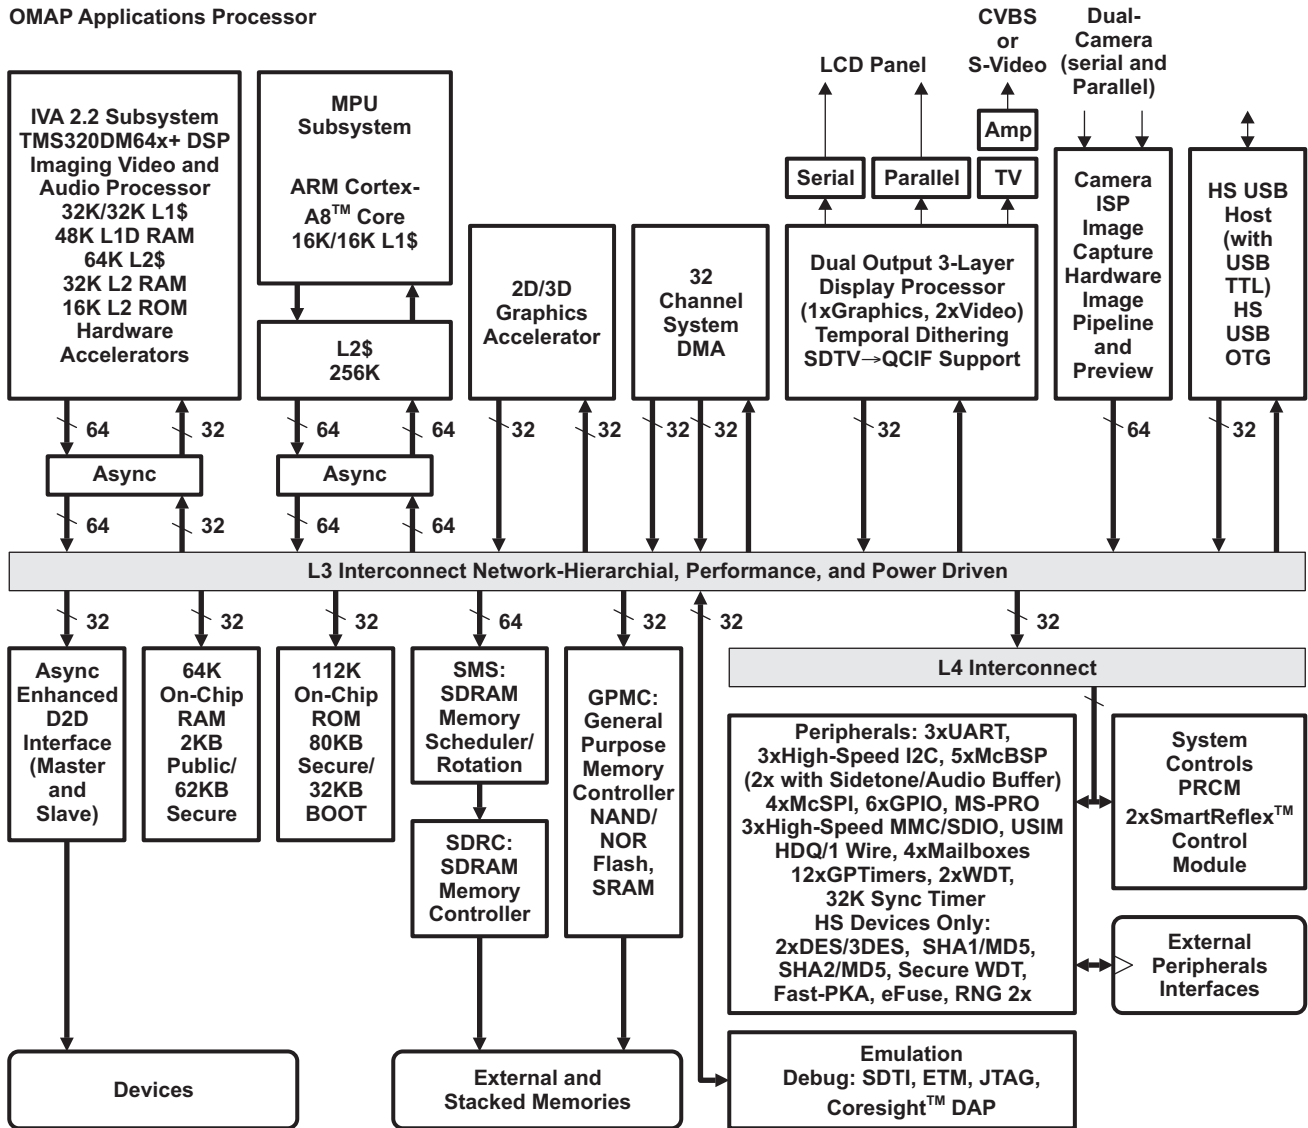 OMAP Applications Processor
CVBS
or
S-Video
Dual-
Camera
(serial and
Parallel)
LCD Panel
Amp
Serial
Parallel
TV
IVA 2.2 Subsystem
TMS320DM64x+ DSP
Imaging Video and
Audio Processor
32K/32K L1$
48K L1D RAM
64K L2$
32K L2 RAM
16K L2 ROM
Hardware
Accelerators
MPU
Subsystem
ARM Cortex-
A8™ Core
16K/16K L1$
L2$
256K
2D/3D
Graphics
Accelerator
32
Channel
System
DMA
Dual Output 3-Layer
Display Processor
(1xGraphics, 2xVideo)
Temporal Dithering
SDTV→QCIF Support
Camera
ISP
Image
Capture
Hardware
Image
Pipeline
and
Preview
HS USB
Host
(with
USB
TTL)
HS
USB
OTG
64
32
64
64
32
32
32
32
32
64
32
Async
Async
64
32
64
64
L3 Interconnect Network-Hierarchial, Performance, and Power Driven
32
32
32
64
32
32
32
Async
Enhanced
D2D
Interface
(Master
and
Slave)
64K
On-Chip
RAM
2KB
Public/
62KB
Secure
112K
On-Chip
ROM
80KB
Secure/
32KB
BOOT
SMS:
SDRAM
Memory
Scheduler/
Rotation
SDRC:
SDRAM
Memory
Controller
GPMC:
General
Purpose
Memory
Controller
NAND/
NOR
Flash,
SRAM
L4 Interconnect
Peripherals: 3xUART,
3xHigh-Speed I2C, 5xMcBSP
(2x with Sidetone/Audio Buffer)
4xMcSPI, 6xGPIO, MS-PRO
3xHigh-Speed MMC/SDIO, USIM
HDQ/1 Wire, 4xMailboxes
12xGPTimers, 2xWDT,
32K Sync Timer
HS Devices Only:
2xDES/3DES, SHA1/MD5,
SHA2/MD5, Secure WDT,
Fast-PKA, eFuse, RNG 2x
System
Controls
PRCM
2xSmartReflex™
Control
Module
External
Peripherals
Interfaces
Devices
External and
Stacked Memories
Emulation
Debug: SDTI, ETM, JTAG,
Coresight™ DAP